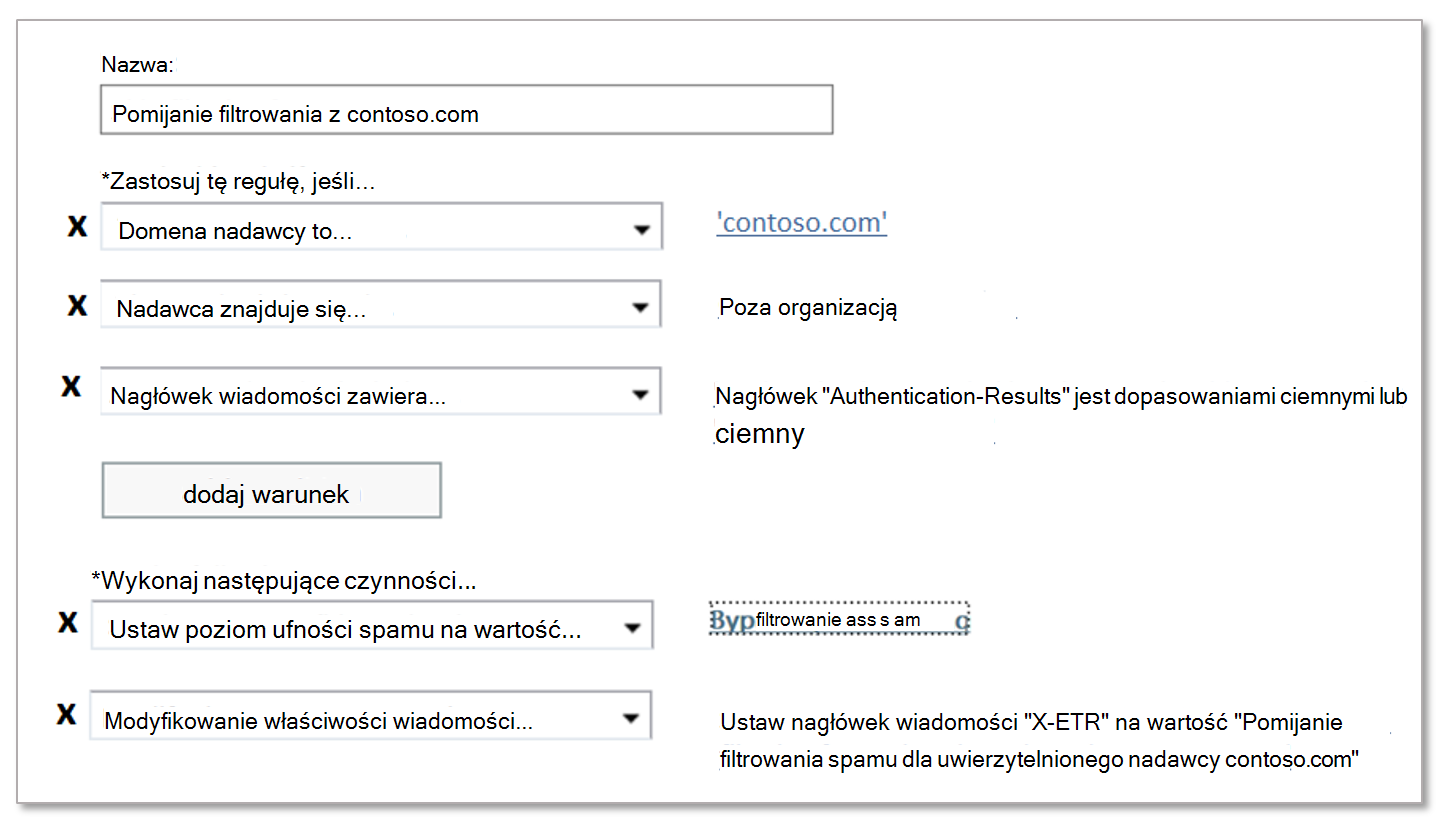 Nazwa:
Pomijanie filtrowania z contoso.com
*Zastosuj tę regułę, jeśli...
X Domena nadawcy to... 'contoso.com'
X Nadawca znajduje się... Poza organizacją
X Nagłówek wiadomości zawiera... Nagłówek "Authentication-Results" jest dopasowaniami ciemnymi lub
ciemny
dodaj warunek
*Wykonaj następujące czynności...
X Ustaw poziom ufności spamu na wartość... Byp filtrowanie ass s am
X Modyfikowanie właściwości wiadomości... Ustaw nagłówek wiadomości "X-ETR" na wartość "Pomijanie
filtrowania spamu dla uwierzytelnionego nadawcy contoso.com"